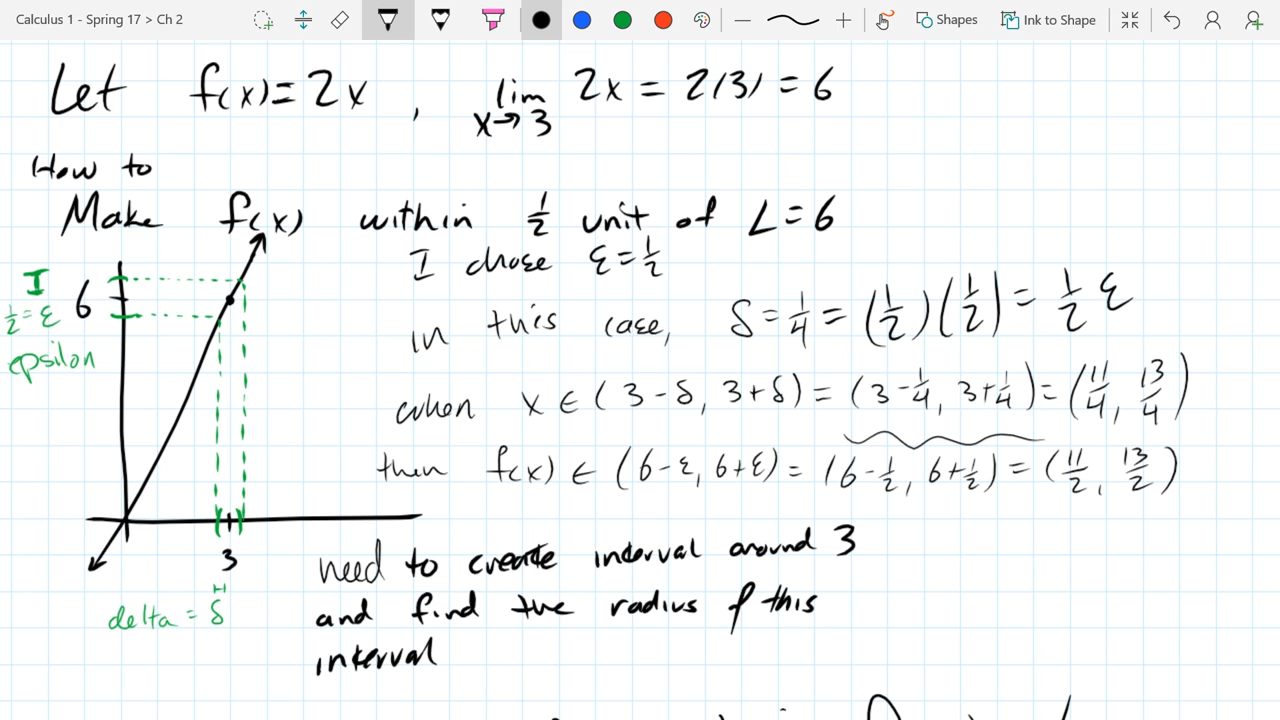 Calculus 1 - Spring 17 > Ch 2
Shapes
Ink to Shape
Let f(x)=2x , lim x→3 2x = 2(3) = 6
How to
Make f(x) within 1/2 unit of L=6
I chose ε=1/2
I
1/2=ε
epsilon
6
in this case, δ=1/4=(1/2)(1/2)=1/2 ε
when x∈(3-δ, 3+δ)=(3-1/4, 3+1/4)=(11/4, 13/4)
then f(x)∈(6-ε, 6+ε)=(6-1/2, 6+1/2)=(11/2, 13/2)
3
delta = δ
need to create interval around 3
and find the radius of this
interval